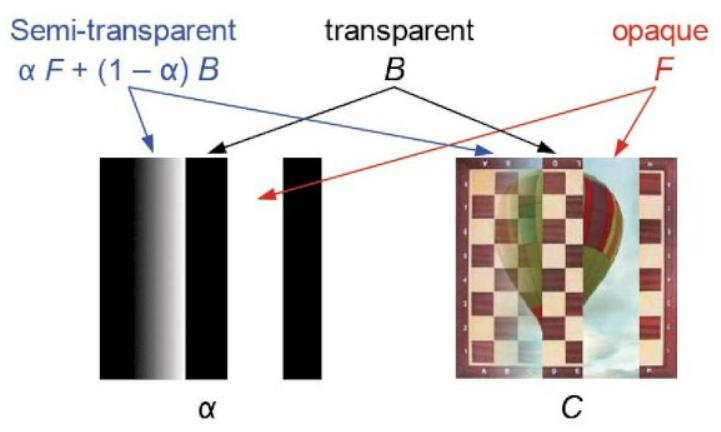 Semi-transparent transparent opaque
α F + (1 – α) B B F
α C